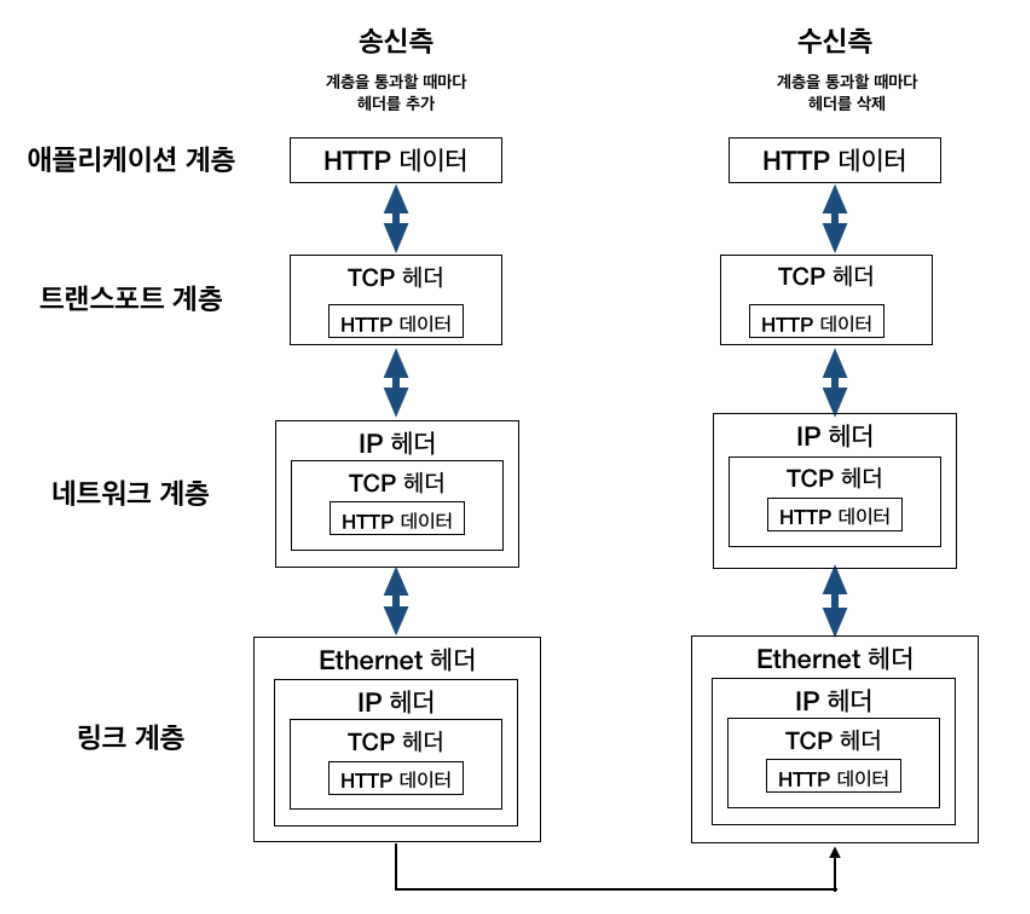 송신측
수신측
계층을 통과할 때마다
헤더를 추가
계층을 통과할 때마다
헤더를 삭제
애플리케이션 계층
HTTP 데이터
HTTP 데이터
트랜스포트 계층
TCP 헤더
HTTP 데이터
TCP 헤더
HTTP 데이터
네트워크 계층
IP 헤더
TCP 헤더
HTTP 데이터
IP 헤더
TCP 헤더
HTTP 데이터
링크 계층
Ethernet 헤더
IP 헤더
TCP 헤더
HTTP 데이터
Ethernet 헤더
IP 헤더
TCP 헤더
HTTP 데이터